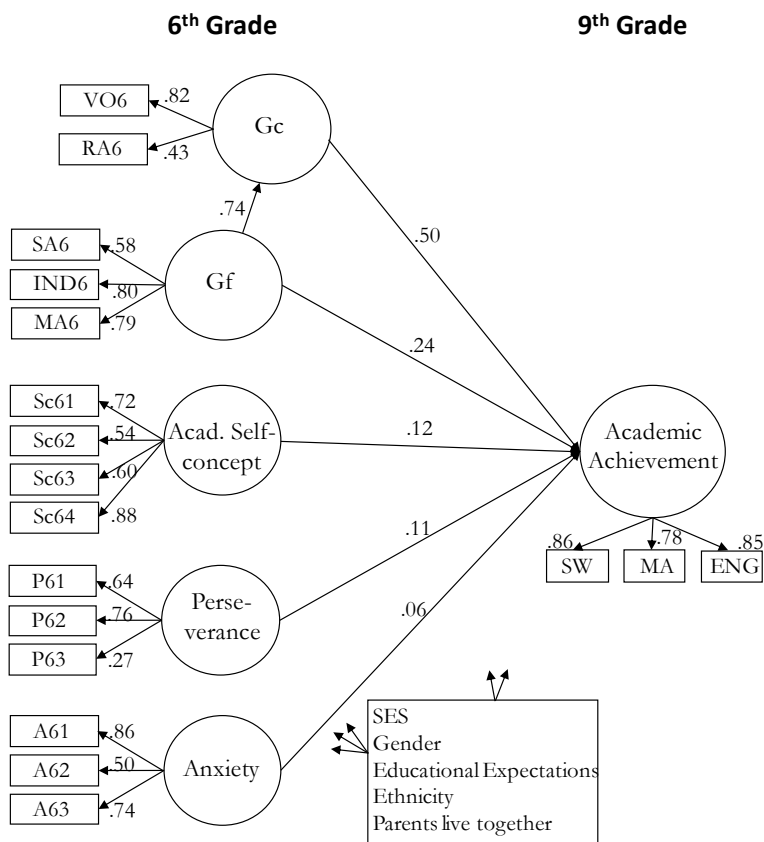 6th Grade
9th Grade
VO6
.82
RA6
.43
Gc
.74
.50
SA6
.58
IND6
.80
MA6
.79
Gf
.24
Sc61
.72
Sc62
.54
Sc63
.60
Sc64
.88
Acad. Self-
concept
.12
Academic
Achievement
.86
.78
.85
SW
MA
ENG
P61
.64
P62
.76
P63
.27
Perse-
verance
.11
A61
.86
A62
.50
A63
.74
Anxiety
.06
SES
Gender
Educational Expectations
Ethnicity
Parents live together